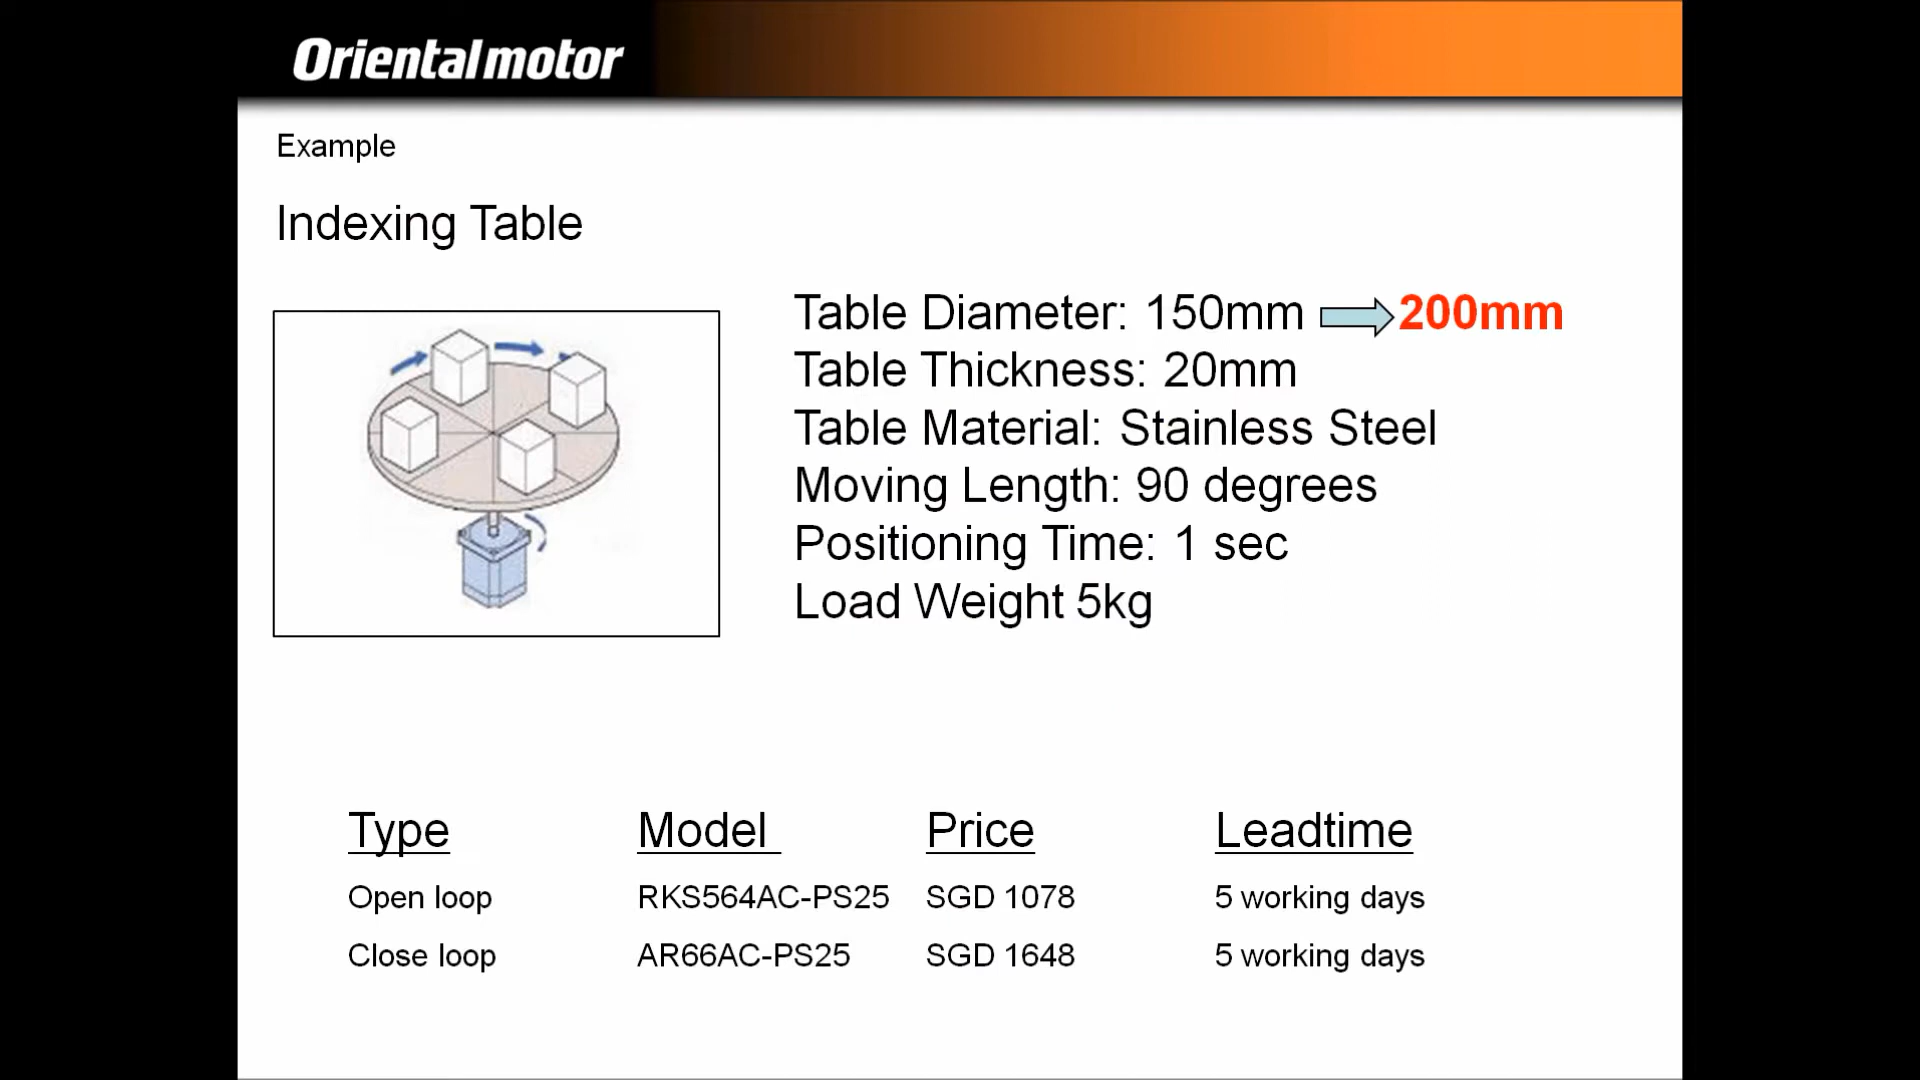 Orientalmotor
Example
Indexing Table
Table Diameter: 150mm 200mm
Table Thickness: 20mm
Table Material: Stainless Steel
Moving Length: 90 degrees
Positioning Time: 1 sec
Load Weight 5kg
Type Model Price Leadtime
Open loop RKS564AC-PS25 SGD 1078 5 working days
Close loop AR66AC-PS25 SGD 1648 5 working days